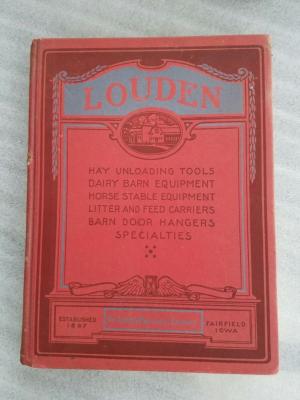 LOUDEN
HAY UNLOADING TOOLS
DAIRY BARN EQUIPMENT
HORSE STABLE EQUIPMENT
LITTER AND FEED CARRIERS
BARN DOOR HANGERS
SPECIALTIES
ESTABLISHED
1867
FAIRFIELD
IOWA